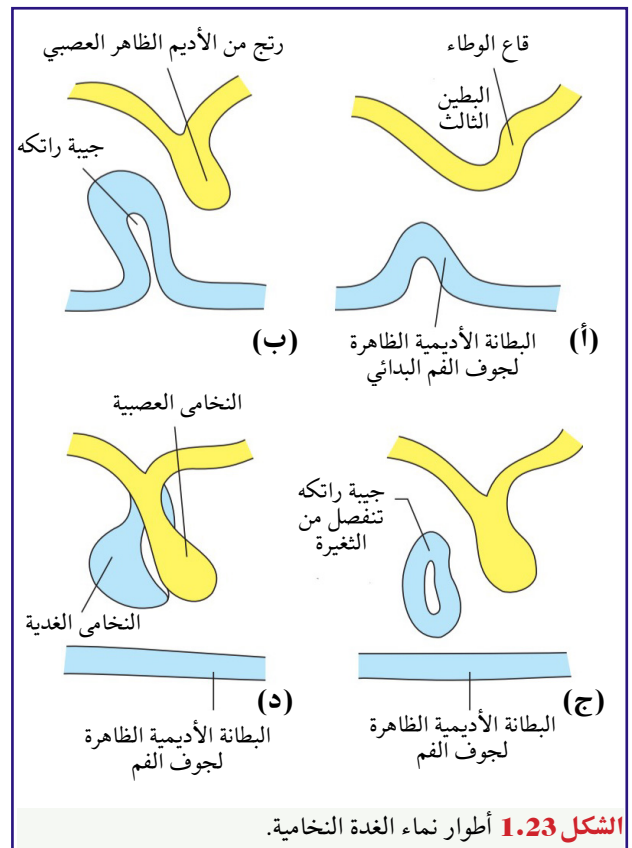 قاع الوطاء
البطين
الثالث
البطانة الأديمية الظاهرة
لجوف الفم البدائي
(أ)
رتج من الأديم الظاهر العصبي
جيبة راتكه
(ب)
جيبة راتكه
تنفصل من
الثغيرة
البطانة الأديمية الظاهرة
لجوف الفم
(ج)
النخامى العصبية
النخامى الغدية
البطانة الأديمية الظاهرة
لجوف الفم
(د)
الشكل 1.23 أطوار نماء الغدة النخامية.